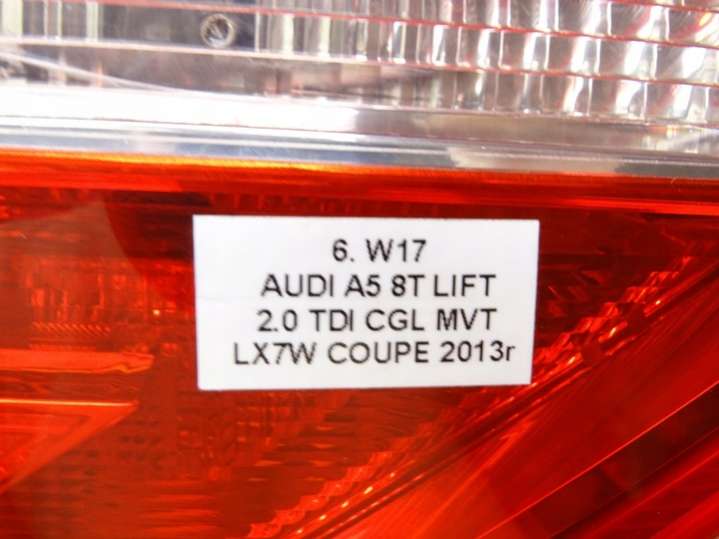 6. W17
AUDI A5 8T LIFT
2.0 TDI CGL MVT
LX7W COUPE 2013r